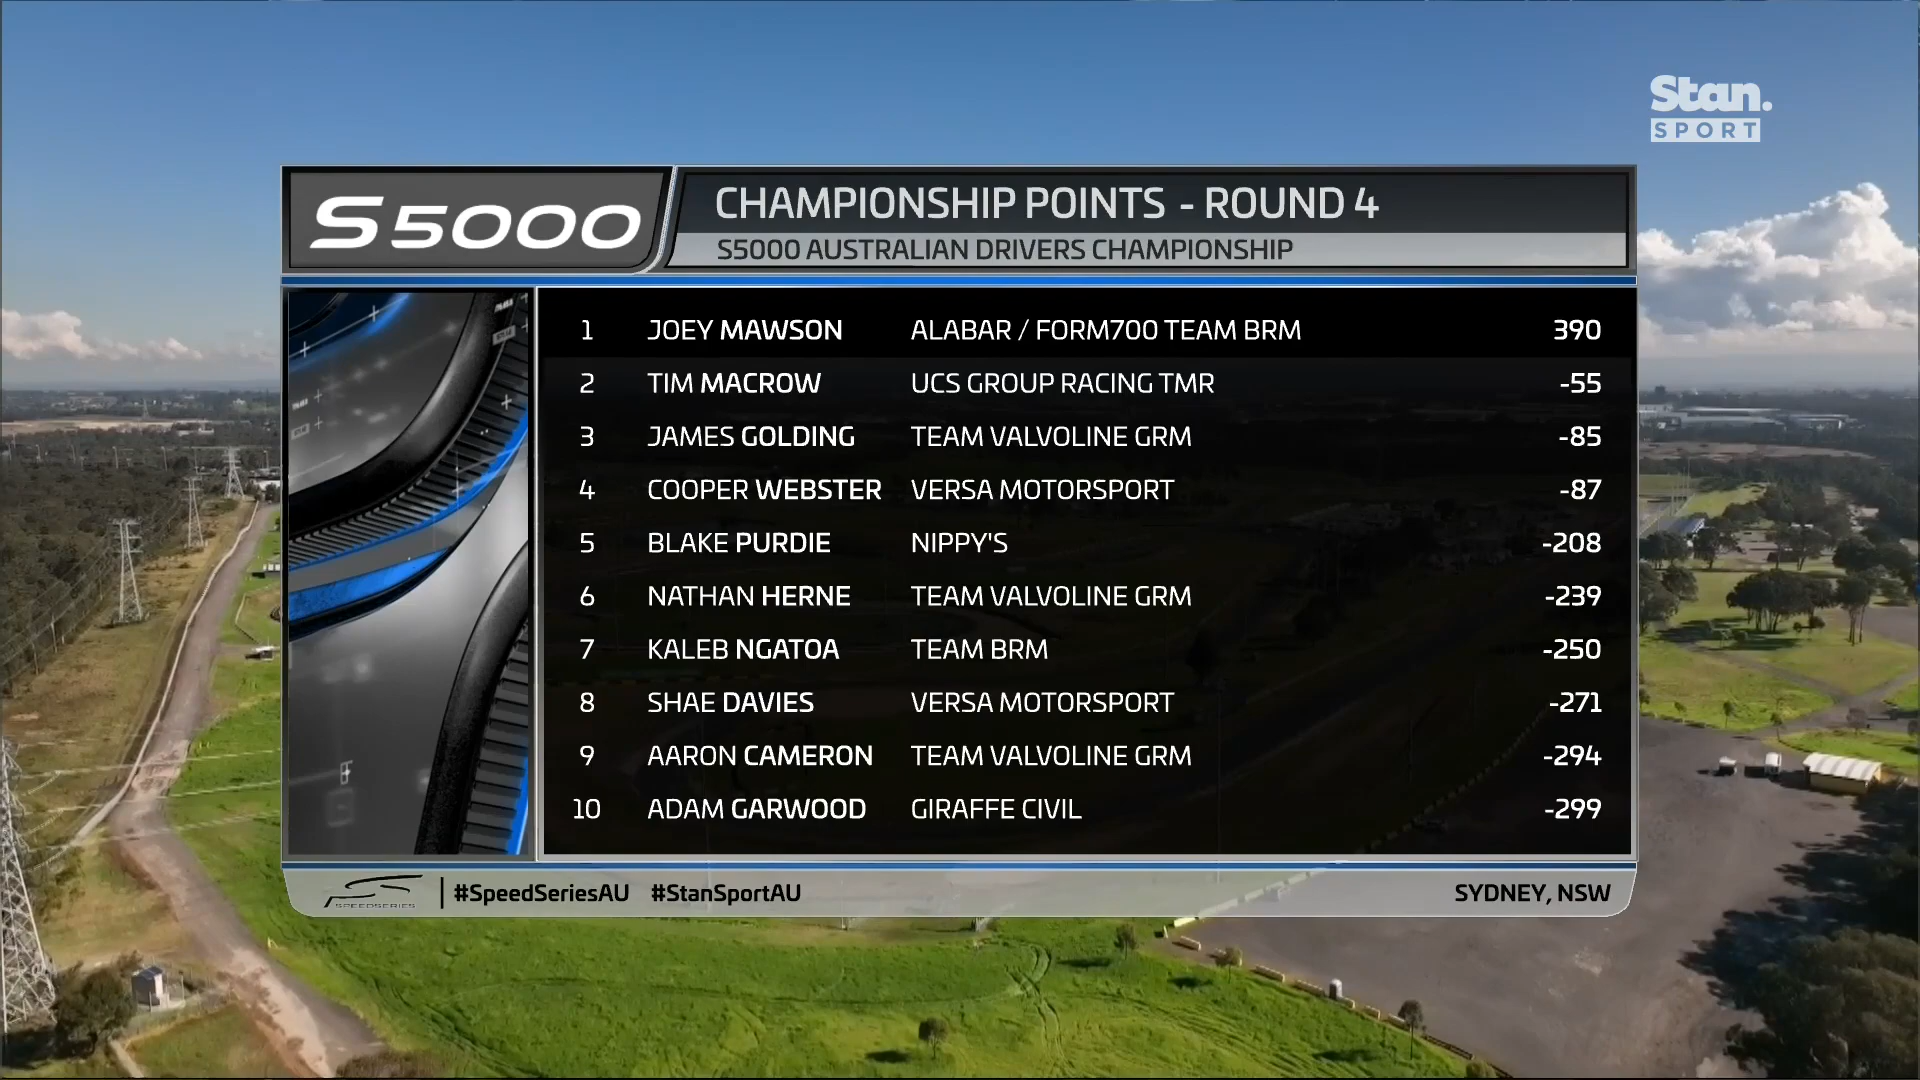 Stan.
SPORT
S5000
CHAMPIONSHIP POINTS - ROUND 4
S5000 AUSTRALIAN DRIVERS CHAMPIONSHIP
1 JOEY MAWSON ALABAR / FORM700 TEAM BRM 390
2 TIM MACROW UCS GROUP RACING TMR -55
3 JAMES GOLDING TEAM VALVOLINE GRM -85
4 COOPER WEBSTER VERSA MOTORSPORT -87
5 BLAKE PURDIE NIPPY'S -208
6 NATHAN HERNE TEAM VALVOLINE GRM -239
7 KALEB NGATOA TEAM BRM -250
8 SHAE DAVIES VERSA MOTORSPORT -271
9 AARON CAMERON TEAM VALVOLINE GRM -294
10 ADAM GARWOOD GIRAFFE CIVIL -299
SPEEDSERIES #SpeedSeriesAU #StanSportAU SYDNEY, NSW